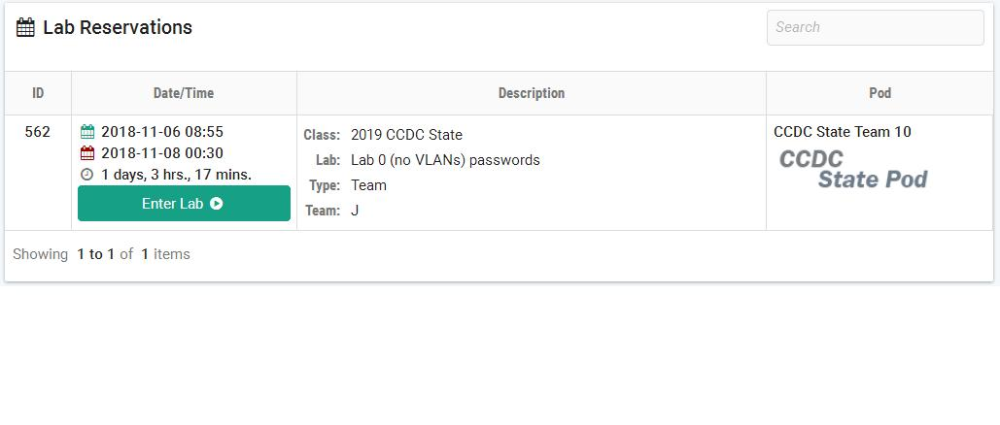 Lab Reservations
Search
ID Date/Time Description Pod
562
2018-11-06 08:55
2018-11-08 00:30
1 days, 3 hrs., 17 mins.
Enter Lab
Class: 2019 CCDC State
Lab: Lab 0 (no VLANs) passwords
Type: Team
Team: J
CCDC State Team 10
CCDC
State Pod
Showing 1 to 1 of 1 items